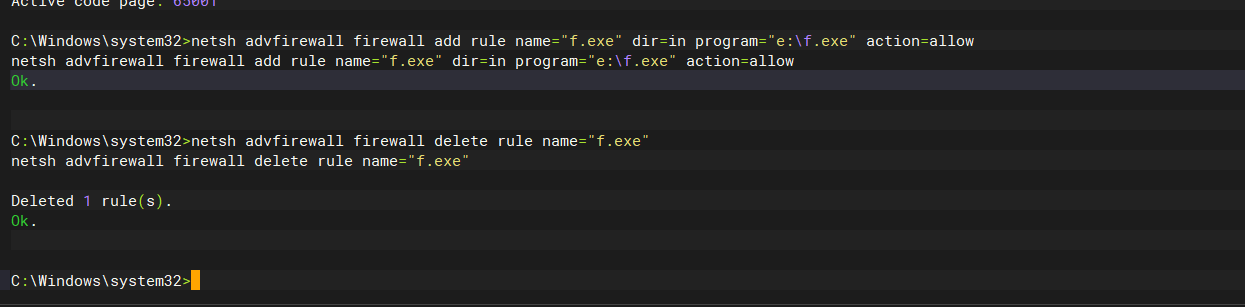 Active code page: 65001
C:\Windows\system32>netsh advfirewall firewall add rule name="f.exe" dir=in program="e:\f.exe" action=allow
netsh advfirewall firewall add rule name="f.exe" dir=in program="e:\f.exe" action=allow
Ok.
C:\Windows\system32>netsh advfirewall firewall delete rule name="f.exe"
netsh advfirewall firewall delete rule name="f.exe"
Deleted 1 rule(s).
Ok.
C:\Windows\system32>